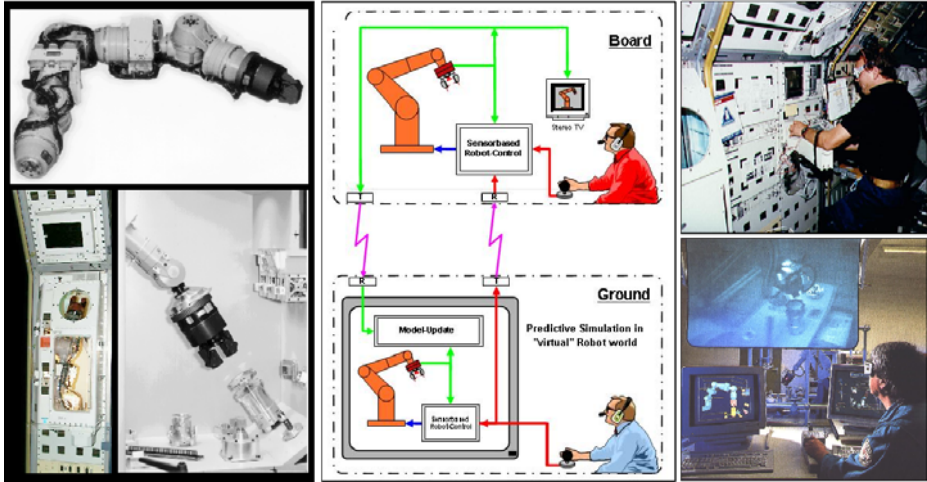 Board
Stereo TV
Sensorbased
Robot-Control
T
R
R
T
Ground
Model-Update
Predictive Simulation in
"virtual" Robot world
Sensorbased
Robot-Control